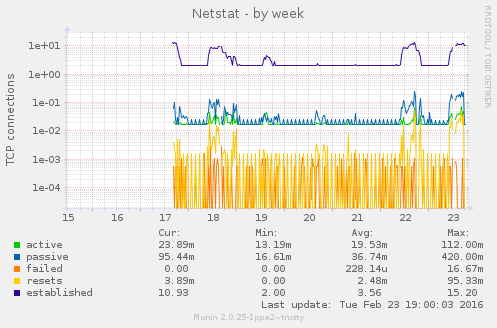 Netstat - by week
RRDTOOL / TOBI OETIKER
TCP connections
1e+01
1e+00
1e-01
1e-02
1e-03
1e-04
15 16 17 18 19 20 21 22 23
Cur: Min: Avg: Max:
active 23.89m 13.19m 19.53m 112.00m
passive 95.44m 16.61m 36.74m 420.00m
failed 0.00 0.00 228.14u 16.67m
resets 3.89m 0.00 2.48m 95.33m
established 10.93 2.00 3.56 15.20
Last update: Tue Feb 23 19:00:03 2016
Munin 2.0.25-1ppa2~trusty